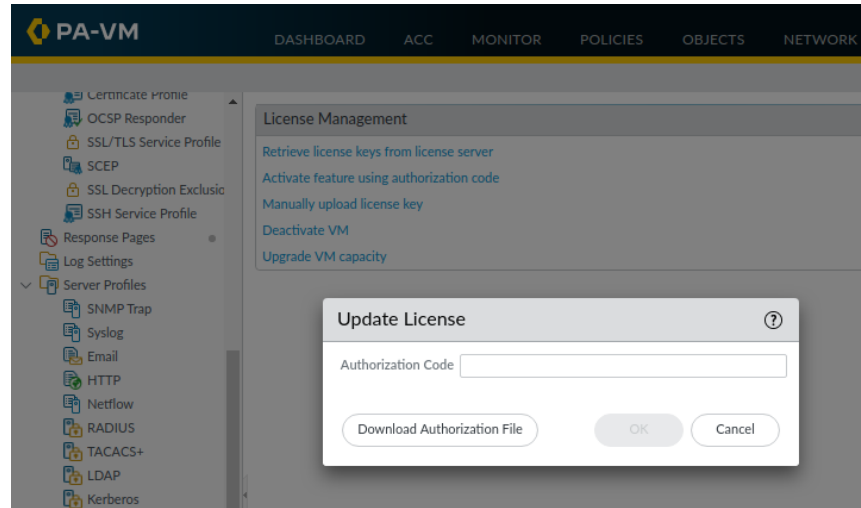 PA-VM
DASHBOARD ACC MONITOR POLICIES OBJECTS NETWORK
Certificate Profile
OCSP Responder
SSL/TLS Service Profile
SCEP
SSL Decryption Exclusio
SSH Service Profile
Response Pages
Log Settings
Server Profiles
SNMP Trap
Syslog
Email
HTTP
Netflow
RADIUS
TACACS+
LDAP
Kerberos
License Management
Retrieve license keys from license server
Activate feature using authorization code
Manually upload license key
Deactivate VM
Upgrade VM capacity
Update License
?
Authorization Code
Download Authorization File OK Cancel